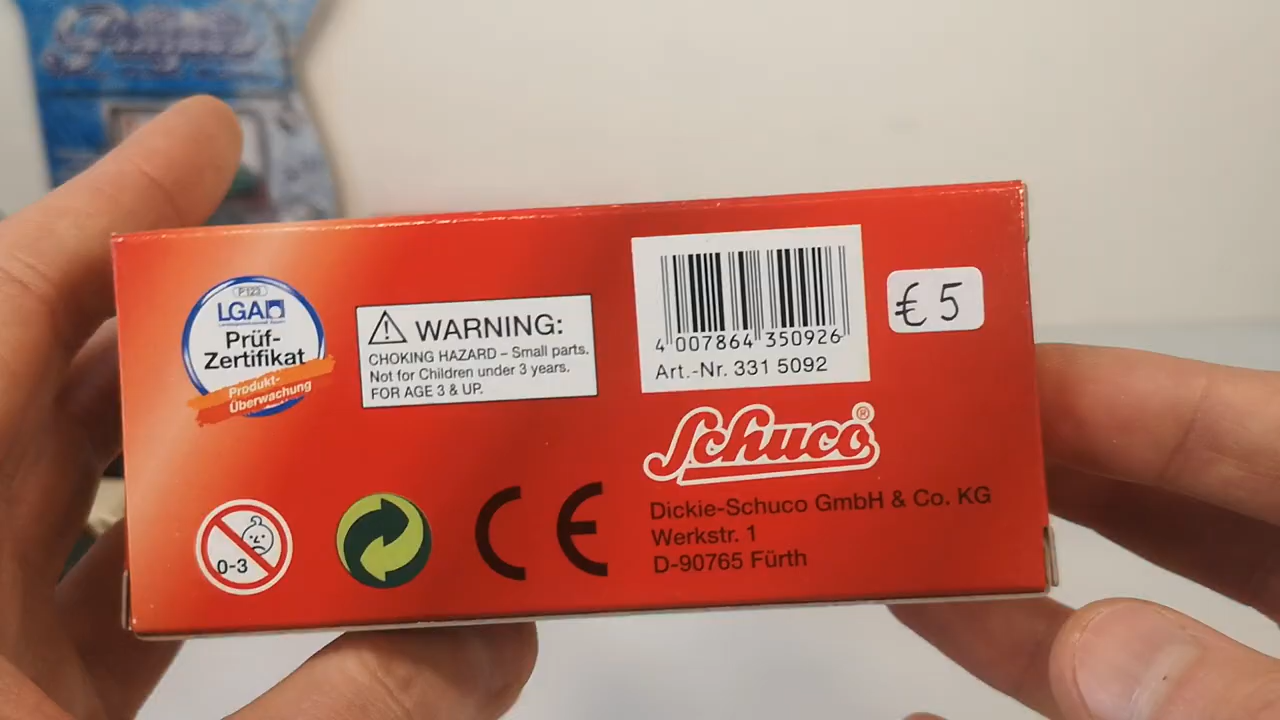 P 123
LGA
Prüf-
Zertifikat
Produkt-
Überwachung
WARNING:
CHOKING HAZARD – Small parts.
Not for Children under 3 years.
FOR AGE 3 & UP.
4 007864 350926
Art.-Nr. 331 5092
€ 5
Schuco®
Dickie-Schuco GmbH & Co. KG
Werkstr. 1
D-90765 Fürth
0-3
CE